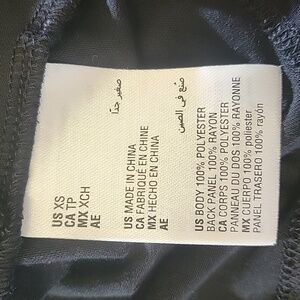 US XS
CA TP
MX XCH
AE صغير جداً
US MADE IN CHINA
CA FABRIQUÉ EN CHINE
MX HECHO EN CHINA
AE صنع في الصين
US BODY 100% POLYESTER
BACK PANEL 100% RAYON
CA CORPS 100% POLYESTER
PANNEAU DU DOS 100% RAYONNE
MX CUERPO 100% poliester
PANEL TRASERO 100% rayón